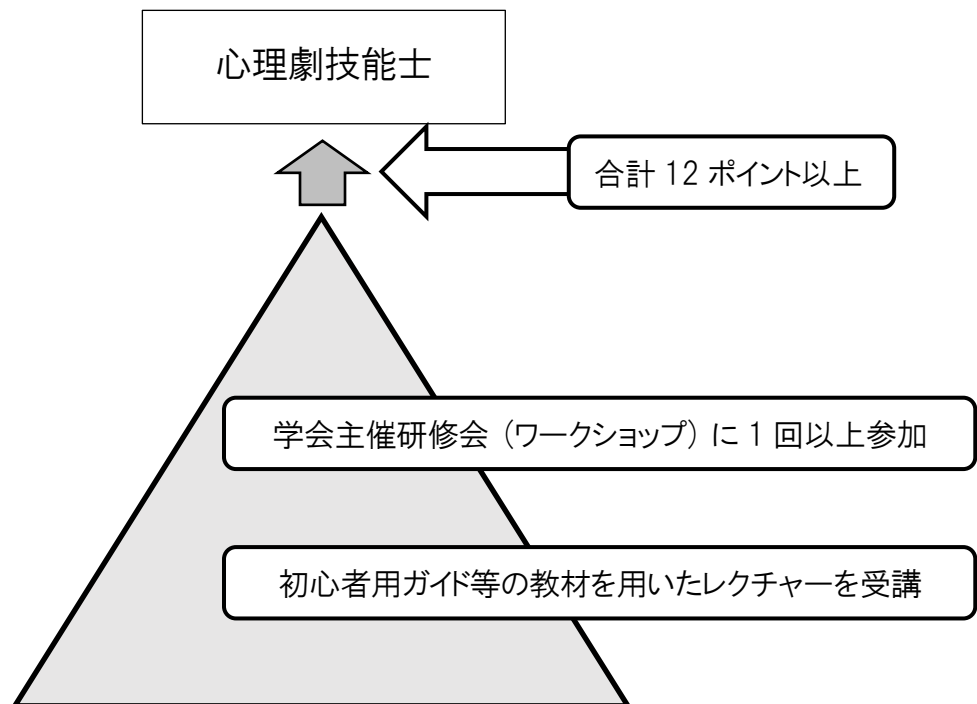 心理劇技能士
合計 12 ポイント以上
学会主催研修会（ワークショップ）に 1 回以上参加
初心者用ガイド等の教材を用いたレクチャーを受講